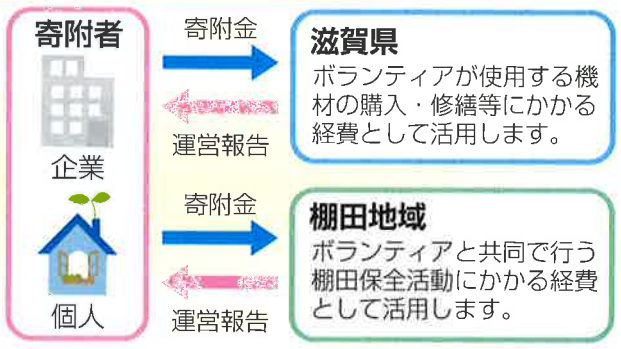 寄附者
企業
個人
寄附金
運営報告
寄附金
運営報告
滋賀県
ボランティアが使用する機
材の購入・修繕等にかかる
経費として活用します。
棚田地域
ボランティアと共同で行う
棚田保全活動にかかる経費
として活用します。